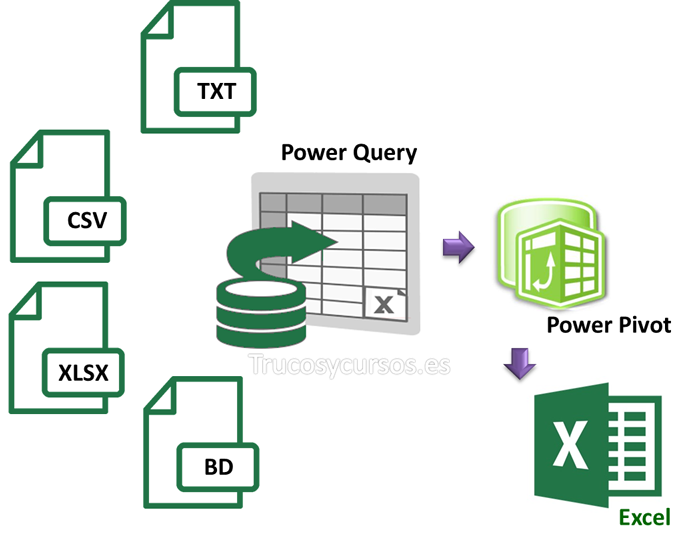 TXT
Power Query
CSV
X
Power Pivot
Trucosycursos.es
XLSX
X
BD
Excel